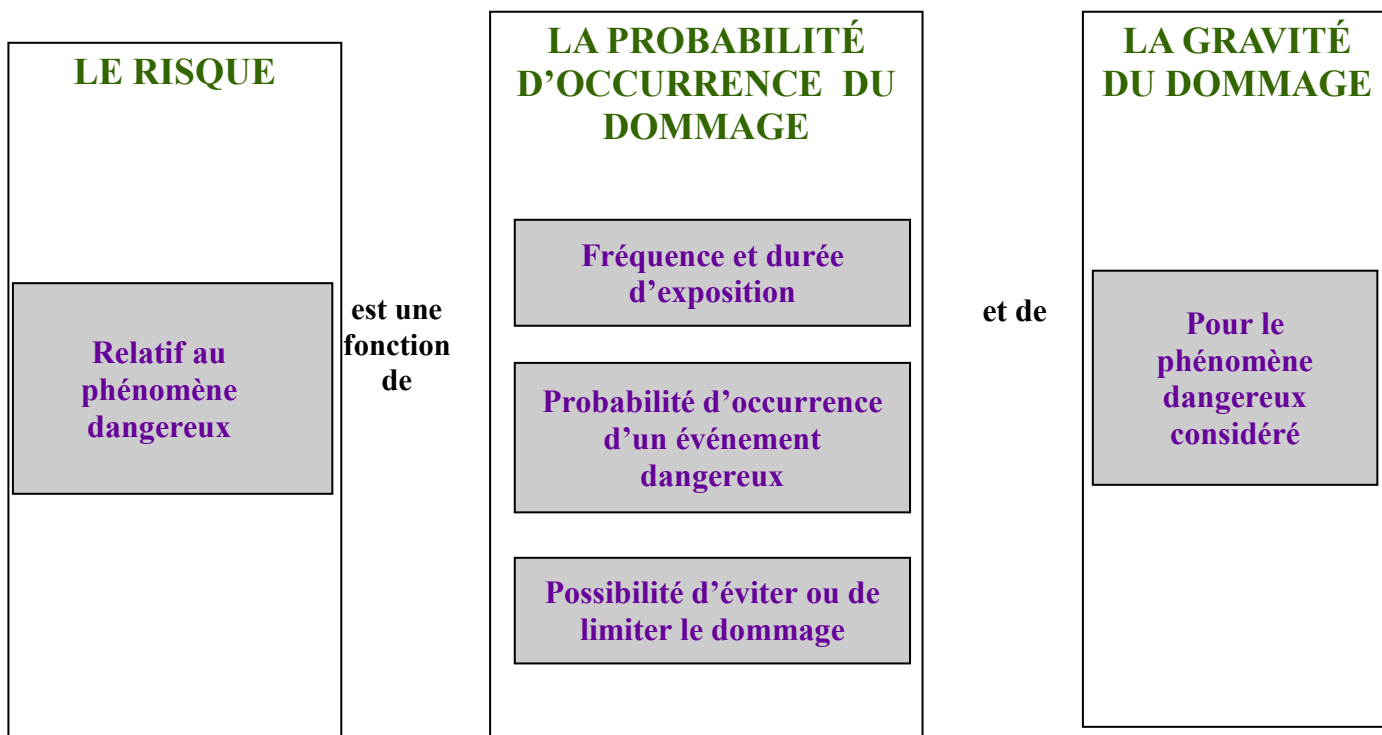 LE RISQUE
Relatif au
phénomène
dangereux
est une
fonction
de
LA PROBABILITÉ
D’OCCURRENCE DU
DOMMAGE
Fréquence et durée
d’exposition
Probabilité d’occurrence
d’un événement
dangereux
Possibilité d’éviter ou de
limiter le dommage
et de
LA GRAVITÉ
DU DOMMAGE
Pour le
phénomène
dangereux
considéré